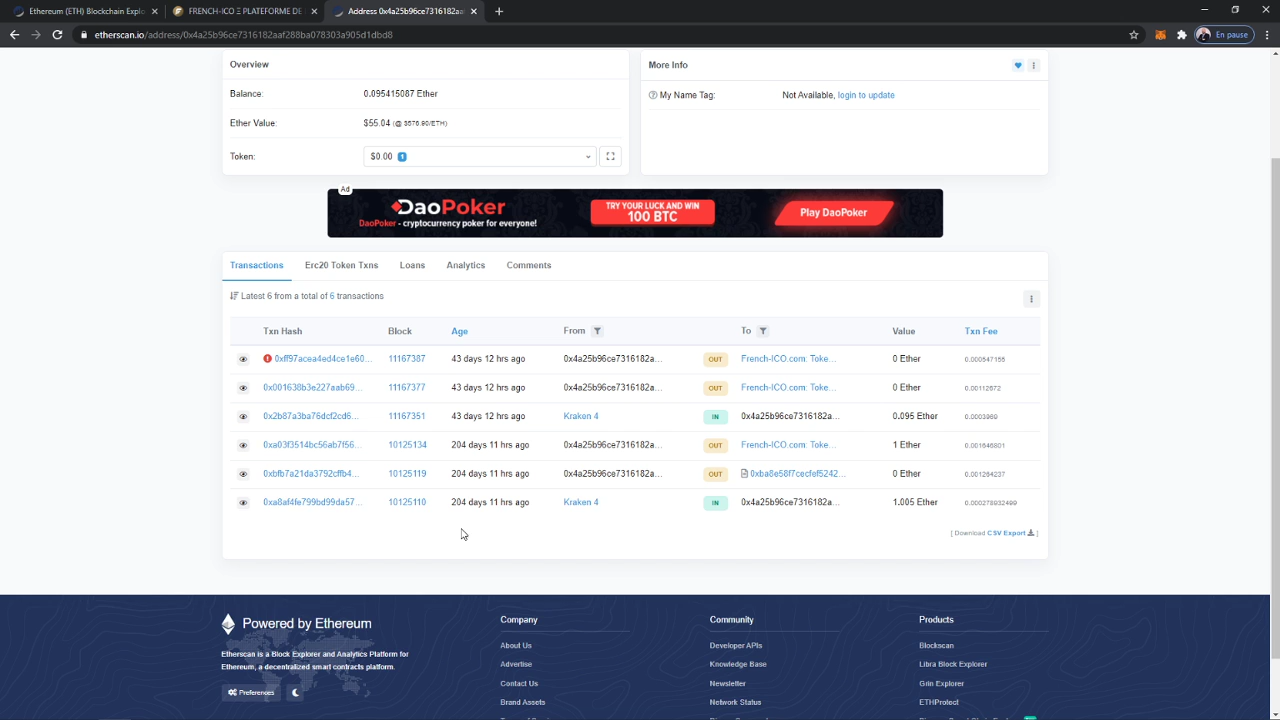 Ethereum (ETH) Blockchain Explo
FRENCH-ICO E PLATEFORME DE
Address 0x4a25b96ce7316182aaf
etherscan.io/address/0x4a25b96ce7316182aaf288ba078303a905d1dbd8
En pause
Overview
Balance: 0.095415087 Ether
Ether Value: $55.04 (@ $576.90/ETH)
Token: $0.00 1
More Info
My Name Tag: Not Available, login to update
Ad
DaoPoker
DaoPoker - cryptocurrency poker for everyone!
TRY YOUR LUCK AND WIN
100 BTC
Play DaoPoker
Transactions Erc20 Token Txns Loans Analytics Comments
Latest 6 from a total of 6 transactions
Txn Hash Block Age From To Value Txn Fee
0xff97acea4ed4ce1e60... 11167387 43 days 12 hrs ago 0x4a25b96ce7316182a... OUT French-ICO.com: Toke... 0 Ether 0.000547155
0x001638b3e227aab69... 11167377 43 days 12 hrs ago 0x4a25b96ce7316182a... OUT French-ICO.com: Toke... 0 Ether 0.00112672
0x2b87a3ba76dcf2cd6... 11167351 43 days 12 hrs ago Kraken 4 IN 0x4a25b96ce7316182a... 0.095 Ether 0.0003969
0xa03f3514bc56ab7f56... 10125134 204 days 11 hrs ago 0x4a25b96ce7316182a... OUT French-ICO.com: Toke... 1 Ether 0.001646801
0xbfb7a21da3792cffb4... 10125119 204 days 11 hrs ago 0x4a25b96ce7316182a... OUT 0xba8e58f7cecfef5242... 0 Ether 0.001264237
0xa8af4fe799bd99da57... 10125110 204 days 11 hrs ago Kraken 4 IN 0x4a25b96ce7316182a... 1.005 Ether 0.000278932499
[ Download CSV Export ]
Powered by Ethereum
Etherscan is a Block Explorer and Analytics Platform for
Ethereum, a decentralized smart contracts platform.
Preferences
Company
About Us
Advertise
Contact Us
Brand Assets
Community
Developer APIs
Knowledge Base
Newsletter
Network Status
Products
Blockscan
Libra Block Explorer
Grin Explorer
ETHProtect